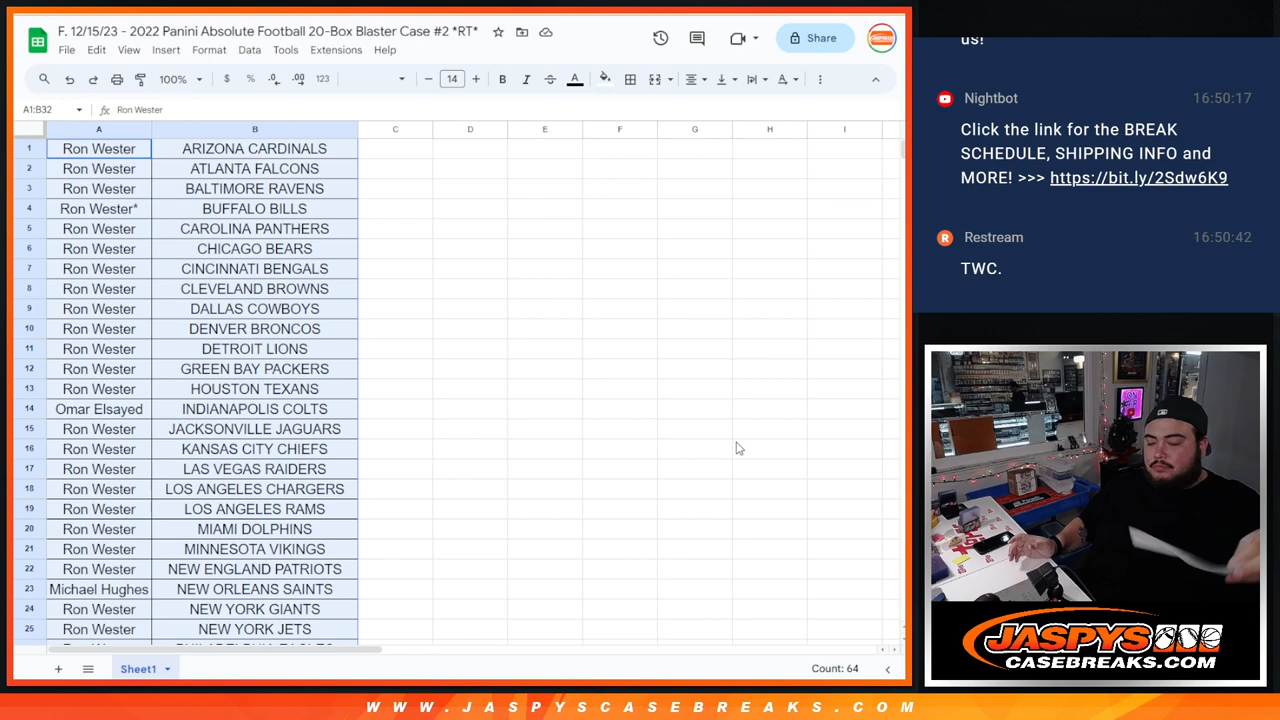 F. 12/15/23 - 2022 Panini Absolute Football 20-Box Blaster Case #2 *RT*
File Edit View Insert Format Data Tools Extensions Help
Share
100% $ % .0 .00 123 14 B I A
A1:B32 fx Ron Wester
A B C D E F G H I
1 Ron Wester ARIZONA CARDINALS
2 Ron Wester ATLANTA FALCONS
3 Ron Wester BALTIMORE RAVENS
4 Ron Wester* BUFFALO BILLS
5 Ron Wester CAROLINA PANTHERS
6 Ron Wester CHICAGO BEARS
7 Ron Wester CINCINNATI BENGALS
8 Ron Wester CLEVELAND BROWNS
9 Ron Wester DALLAS COWBOYS
10 Ron Wester DENVER BRONCOS
11 Ron Wester DETROIT LIONS
12 Ron Wester GREEN BAY PACKERS
13 Ron Wester HOUSTON TEXANS
14 Omar Elsayed INDIANAPOLIS COLTS
15 Ron Wester JACKSONVILLE JAGUARS
16 Ron Wester KANSAS CITY CHIEFS
17 Ron Wester LAS VEGAS RAIDERS
18 Ron Wester LOS ANGELES CHARGERS
19 Ron Wester LOS ANGELES RAMS
20 Ron Wester MIAMI DOLPHINS
21 Ron Wester MINNESOTA VIKINGS
22 Ron Wester NEW ENGLAND PATRIOTS
23 Michael Hughes NEW ORLEANS SAINTS
24 Ron Wester NEW YORK GIANTS
25 Ron Wester NEW YORK JETS
Sheet1
Count: 64
us!
Nightbot 16:50:17
Click the link for the BREAK
SCHEDULE, SHIPPING INFO and
MORE! >>> https://bit.ly/2Sdw6K9
Restream 16:50:42
TWC.
JASPYS
CASEBREAKS.COM
WWW.JASPYSCASEBREAKS.COM